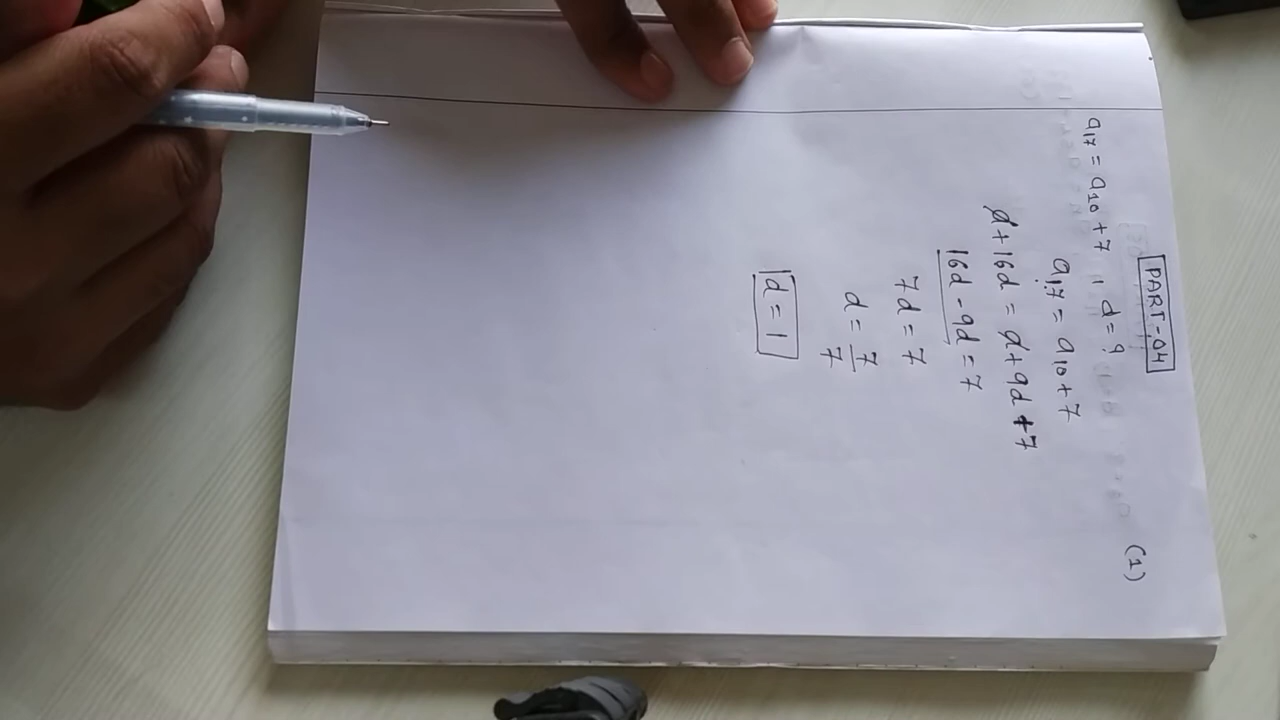 PART-04
(1)
a17 = a10 + 7 , d = ?
a17 = a10 + 7
a + 16d = a + 9d + 7
16d - 9d = 7
7d = 7
d = 7/7
d = 1